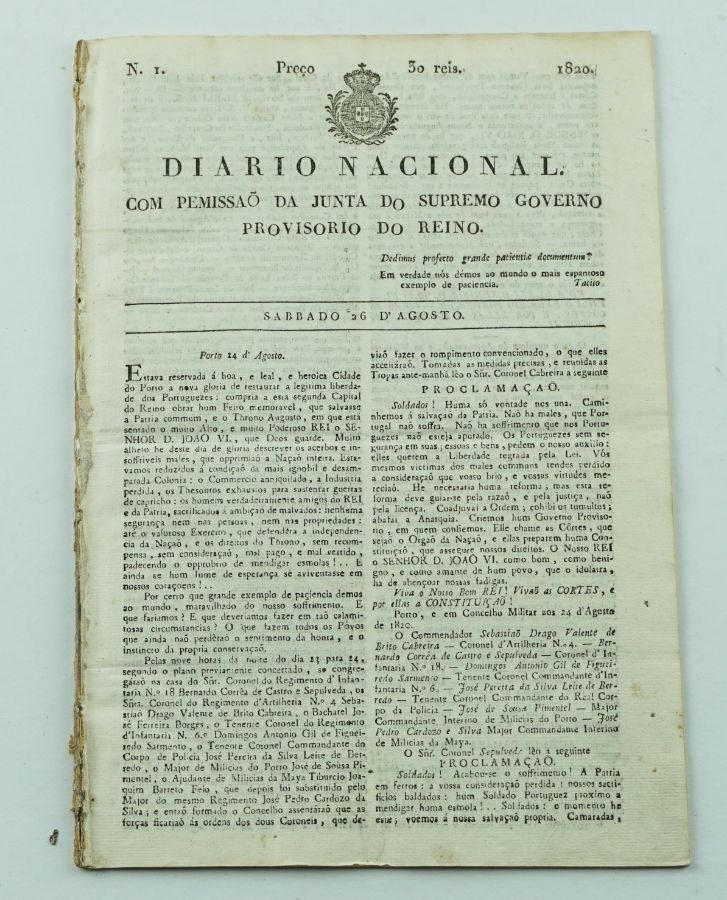 N. 1. Preço 30 reis. 1820.
DIARIO NACIONAL.
COM PEMISSAÕ DA JUNTA DO SUPREMO GOVERNO
PROVISORIO DO REINO.
Dedimus profecto grande patientiæ documentum!
Em verdade nós démos ao mundo o mais espantoso
exemplo de paciencia. Tacito
SABBADO 26 D'AGOSTO.
Porto 24 d'Agosto.
Estava reservada á boa, e leal, e heroica Cidade
do Porto a nova gloria de restaurar a legitima liberda-
de dos Portuguezes: cumpria a esta segunda Capital
do Reino obrar hum Feito memoravel, que salvasse
a Patria commum, e o Throno Augusto, em que está
sentado o muito Alto, e muito Poderoso REI o SE-
NHOR D. JOAÕ VI., que Deos guarde. Muito
alheio he deste dia de gloria descrever os acerbos e in-
soffriveis males, que opprimiaõ a Naçaõ inteira. Esta-
vamos reduzidos á condiçaõ da mais ignobil e desam-
parada Colonia: o Commercio aniquilado, a Industria
perdida, os Thesouros exhaustos para sustentar guerras
de capricho: os homens verdadeiramente amigos do REI
e da Patria, sacrificados á ambiçaõ de malvados: nenhuma
segurança nem nas pessoas, nem nas propriedades:
até o valoroso Exercito, que defendêra a independen-
cia da Naçaõ, e os direitos do Throno, sem recom-
pensa, sem consideraçaõ, mal pago, e mal vestido,
padecendo o opprobrio de mendigar esmolas!.. E
ainda se hum lume de esperança se aviventasse em
nossos coraçoens!..
Por certo que grande exemplo de paciencia demos
ao mundo, maravilhado do nosso soffrimento. E
que fariamos? E que deveriamos fazer em taõ calami-
tosas circumstancias? O que fazem todos os Póvos
que ainda naõ perdêraõ o sentimento da honra, e o
instincto da propria conservaçaõ.
Pelas nove horas da noite do dia 23 para 24,
segundo o plano previamente concertado, se congre-
gáraõ na casa do Sñr. Coronel do Regimento d'Infan-
taria N.º 18 Bernardo Corrêa de Castro e Sepulveda, os
Sñrs. Coronel do Regimento d'Artilheria N.º 4 Sebas-
tiaõ Drago Valente de Brito Cabreira, o Bacharel Jo-
sé Ferreira Borges, o Tenente Coronel do Regimento
d'Infantaria N. 6.º Domingos Antonio Gil de Figuei-
redo Sarmento, o Tenente Coronel Commandante do
Corpo de Policia José Pereira da Silva Leite de Ber-
redo, o Major de Milicias do Porto José de Sousa Pi-
mentel, o Ajudante de Milicias da Maya Tiburcio Joa-
quim Barreto Feio, que depois foi substituido pelo
Major do mesmo Regimento José Pedro Cardozo da
Silva; e entaõ formado o Concelho assentáraõ que as
forças ficariaõ ás ordens dos dous Coroneis, que de-
viaõ fazer o rompimento convencionado, o que elles
acceitáraõ. Tomadas as medidas precisas, e reunidas as
Tropas ante-manhã lêo o Sñr. Coronel Cabreira a seguinte
PROCLAMAÇAÕ.
Soldados! Huma só vontade nos una. Cami-
nhemos á salvaçaõ da Patria. Naõ ha males, que Por-
tugal naõ soffra. Naõ ha soffrimento que nos Portu-
guezes naõ esteja apurado. Os Portuguezes sem se-
gurança em suas pessoas e bens, pedem o nosso auxilio:
elles querem a Liberdade regrada pela Lei. Vós
mesmos victimas dos males communs tendes perdido
a consideraçaõ que vosso brio, e vossas virtudes me-
reciaõ. He necessaria huma reforma; mas esta re-
forma deve guiar-se pela razaõ, e pela justiça, naõ
pela licença. Coadjuvai a Ordem; cohibi os tumultos;
abafai a Anarquia. Criemos hum Governo Proviso-
rio, em quem confiemos. Elle chame as Côrtes, que
sejaõ o Orgaõ da Naçaõ, e ellas preparem huma Con-
stituiçaõ, que assegure nossos direitos. O Nosso REI
o SENHOR D. JOAÕ VI. como bom, como beni-
gno, e como amante de hum povo, que o idolatra,
ha de abençoar nossas fadigas.
Viva o Nosso Bom REI! Vivaõ as CORTES, e
por ellas a CONSTITUIÇAÕ!
Porto, e em Concelho Militar aos 24 d'Agosto
de 1820.
O Commendador Sebastiaõ Drago Valente de
Brito Cabreira — Coronel d'Artilheria N.º 4. — Ber-
nardo Corrêa de Castro e Sepulveda — Coronel d'In-
fantaria N.º 18. — Domingos Antonio Gil de Figuei-
redo Sarmento — Tenente Coronel Commandante d'In-
fantaria N.º 6. — José Pereira da Silva Leite de Ber-
redo — Tenente Coronel Commandante do Real Cor-
po da Policia — José de Sousa Pimentel — Major
Commandante Interino de Milicias do Porto — José
Pedro Cardozo e Silva Major Commandante Interino
de Milicias da Maya.
O Sñr. Coronel Sepulveda lêo a seguinte
PROCLAMAÇAÕ.
Soldados! Acabou-se o soffrimento! A Patria
em ferros: a vossa consideraçaõ perdida: nossos sacri-
ficios baldados: hum Soldado Portuguez proximo a
mendigar huma esmola!.. Soldados: o momento he
este; voemos á nossa salvaçaõ propria. Camaradas,